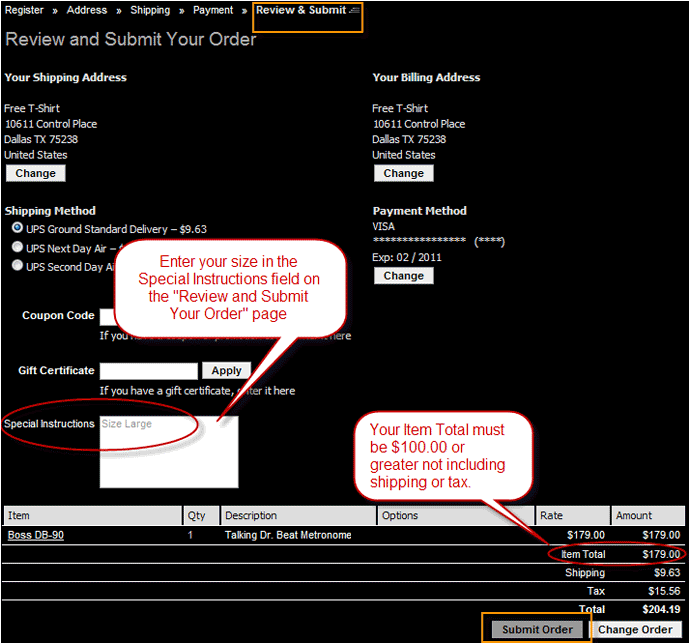 Register » Address » Shipping » Payment » Review & Submit
Review and Submit Your Order
Your Shipping Address
Free T-Shirt
10611 Control Place
Dallas TX 75238
United States
Change
Your Billing Address
Free T-Shirt
10611 Control Place
Dallas TX 75238
United States
Change
Shipping Method
UPS Ground Standard Delivery – $9.63
UPS Next Day Air –
UPS Second Day
Payment Method
VISA
**************** (****)
Exp: 02 / 2011
Change
Enter your size in the
Special Instructions field on
the "Review and Submit
Your Order" page
Coupon Code
If you
here
Gift Certificate
Apply
If you have a gift certificate, enter it here
Special Instructions
Size Large
Your Item Total must
be $100.00 or
greater not including
shipping or tax.
Item Qty Description Options Rate Amount
Boss DB-90 1 Talking Dr. Beat Metronome $179.00 $179.00
Item Total $179.00
Shipping $9.63
Tax $15.56
Total $204.19
Submit Order Change Order